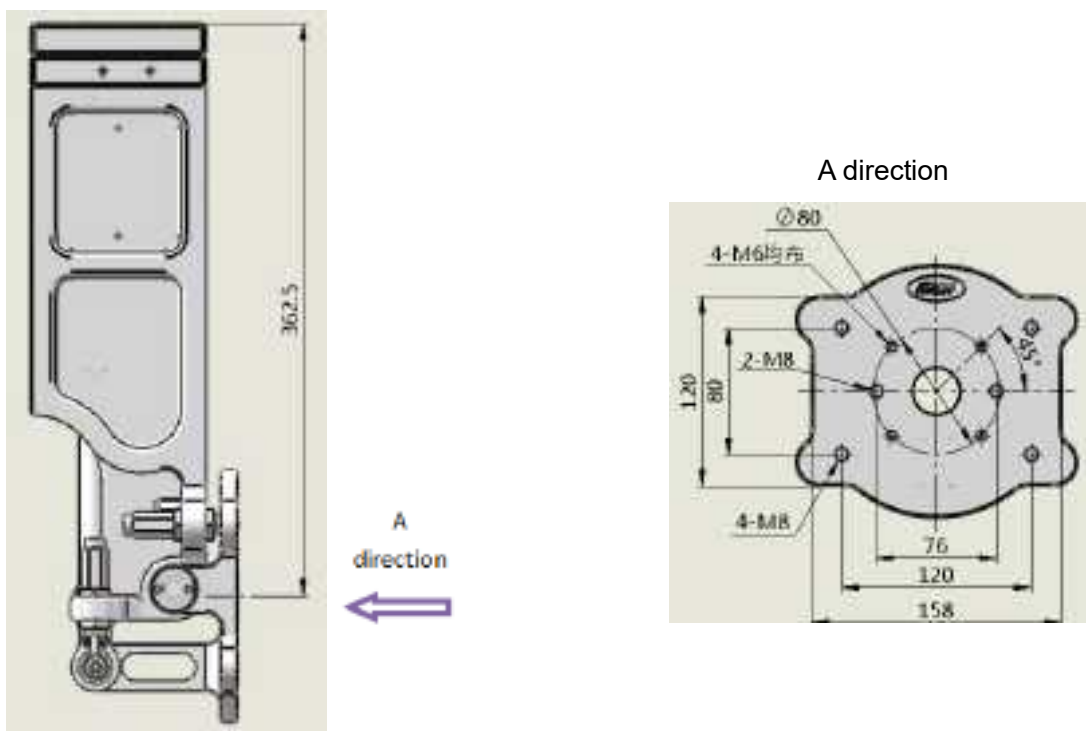 362.5
A
direction
A direction
∅80
4-M6均布
2-M8
45°
120
80
4-M8
76
120
158